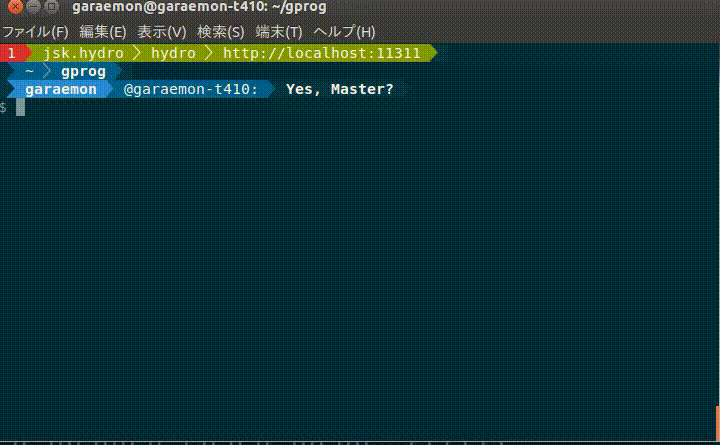 garaemon@garaemon-t410: ~/gprog
ファイル(F) 編集(E) 表示(V) 検索(S) 端末(T) ヘルプ(H)
1 jsk.hydro hydro http://localhost:11311
~ gprog
garaemon @garaemon-t410: Yes, Master?
$